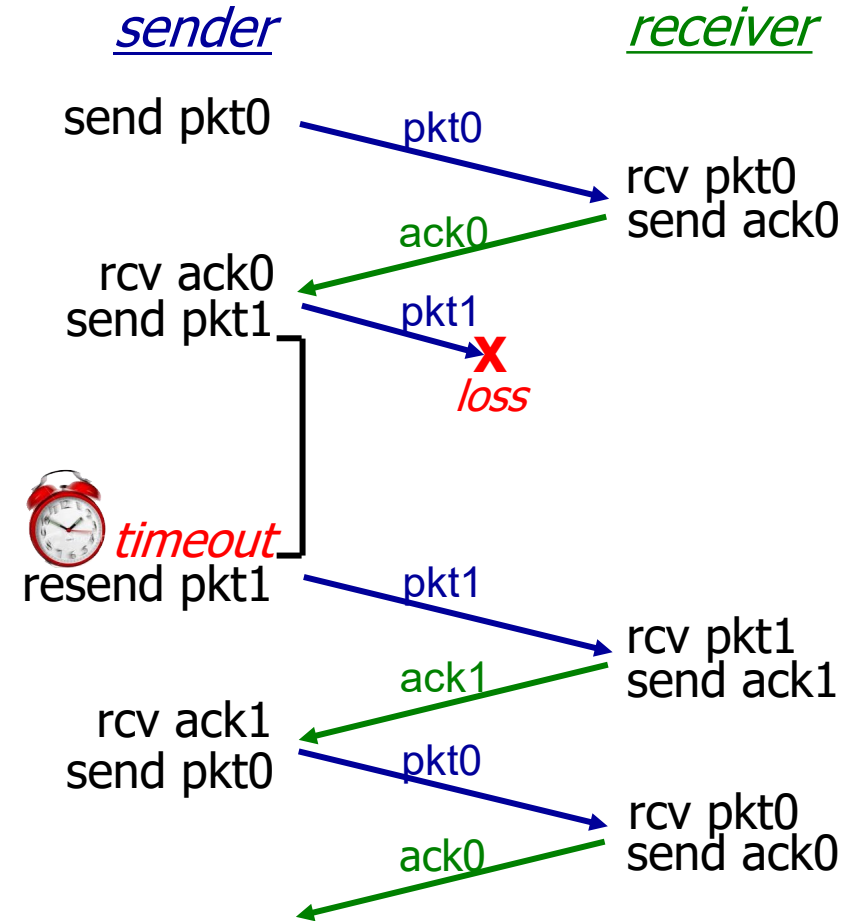 sender
receiver
send pkt0
pkt0
rcv pkt0
send ack0
ack0
rcv ack0
send pkt1
pkt1
X
loss
timeout
resend pkt1
pkt1
rcv pkt1
send ack1
ack1
rcv ack1
send pkt0
pkt0
rcv pkt0
send ack0
ack0